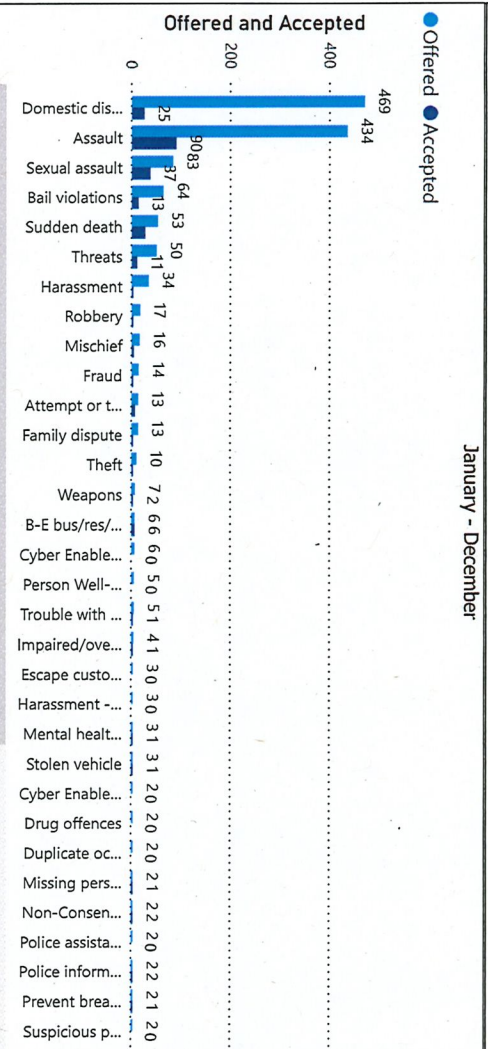 January - December
Offered Accepted
Offered and Accepted
0
200
400
Domestic dis... 469 25
Assault 434 90
Sexual assault 83 37
Bail violations 64 13
Sudden death 53
Threats 50 11
Harassment 34
Robbery 17
Mischief 16
Fraud 14
Attempt or t... 13
Family dispute 13
Theft 10
Weapons 7 2
B-E bus/res/... 6 6
Cyber Enable... 6 0
Person Well-... 5 0
Trouble with ... 5 1
Impaired/ove... 4 1
Escape custo... 3 0
Harassment -... 3 0
Mental healt... 3 1
Stolen vehicle 3 1
Cyber Enable... 2 0
Drug offences 2 0
Duplicate oc... 2 0
Missing pers... 2 1
Non-Consen... 2 2
Police assista... 2 0
Police inform... 2 2
Prevent brea... 2 1
Suspicious p... 2 0